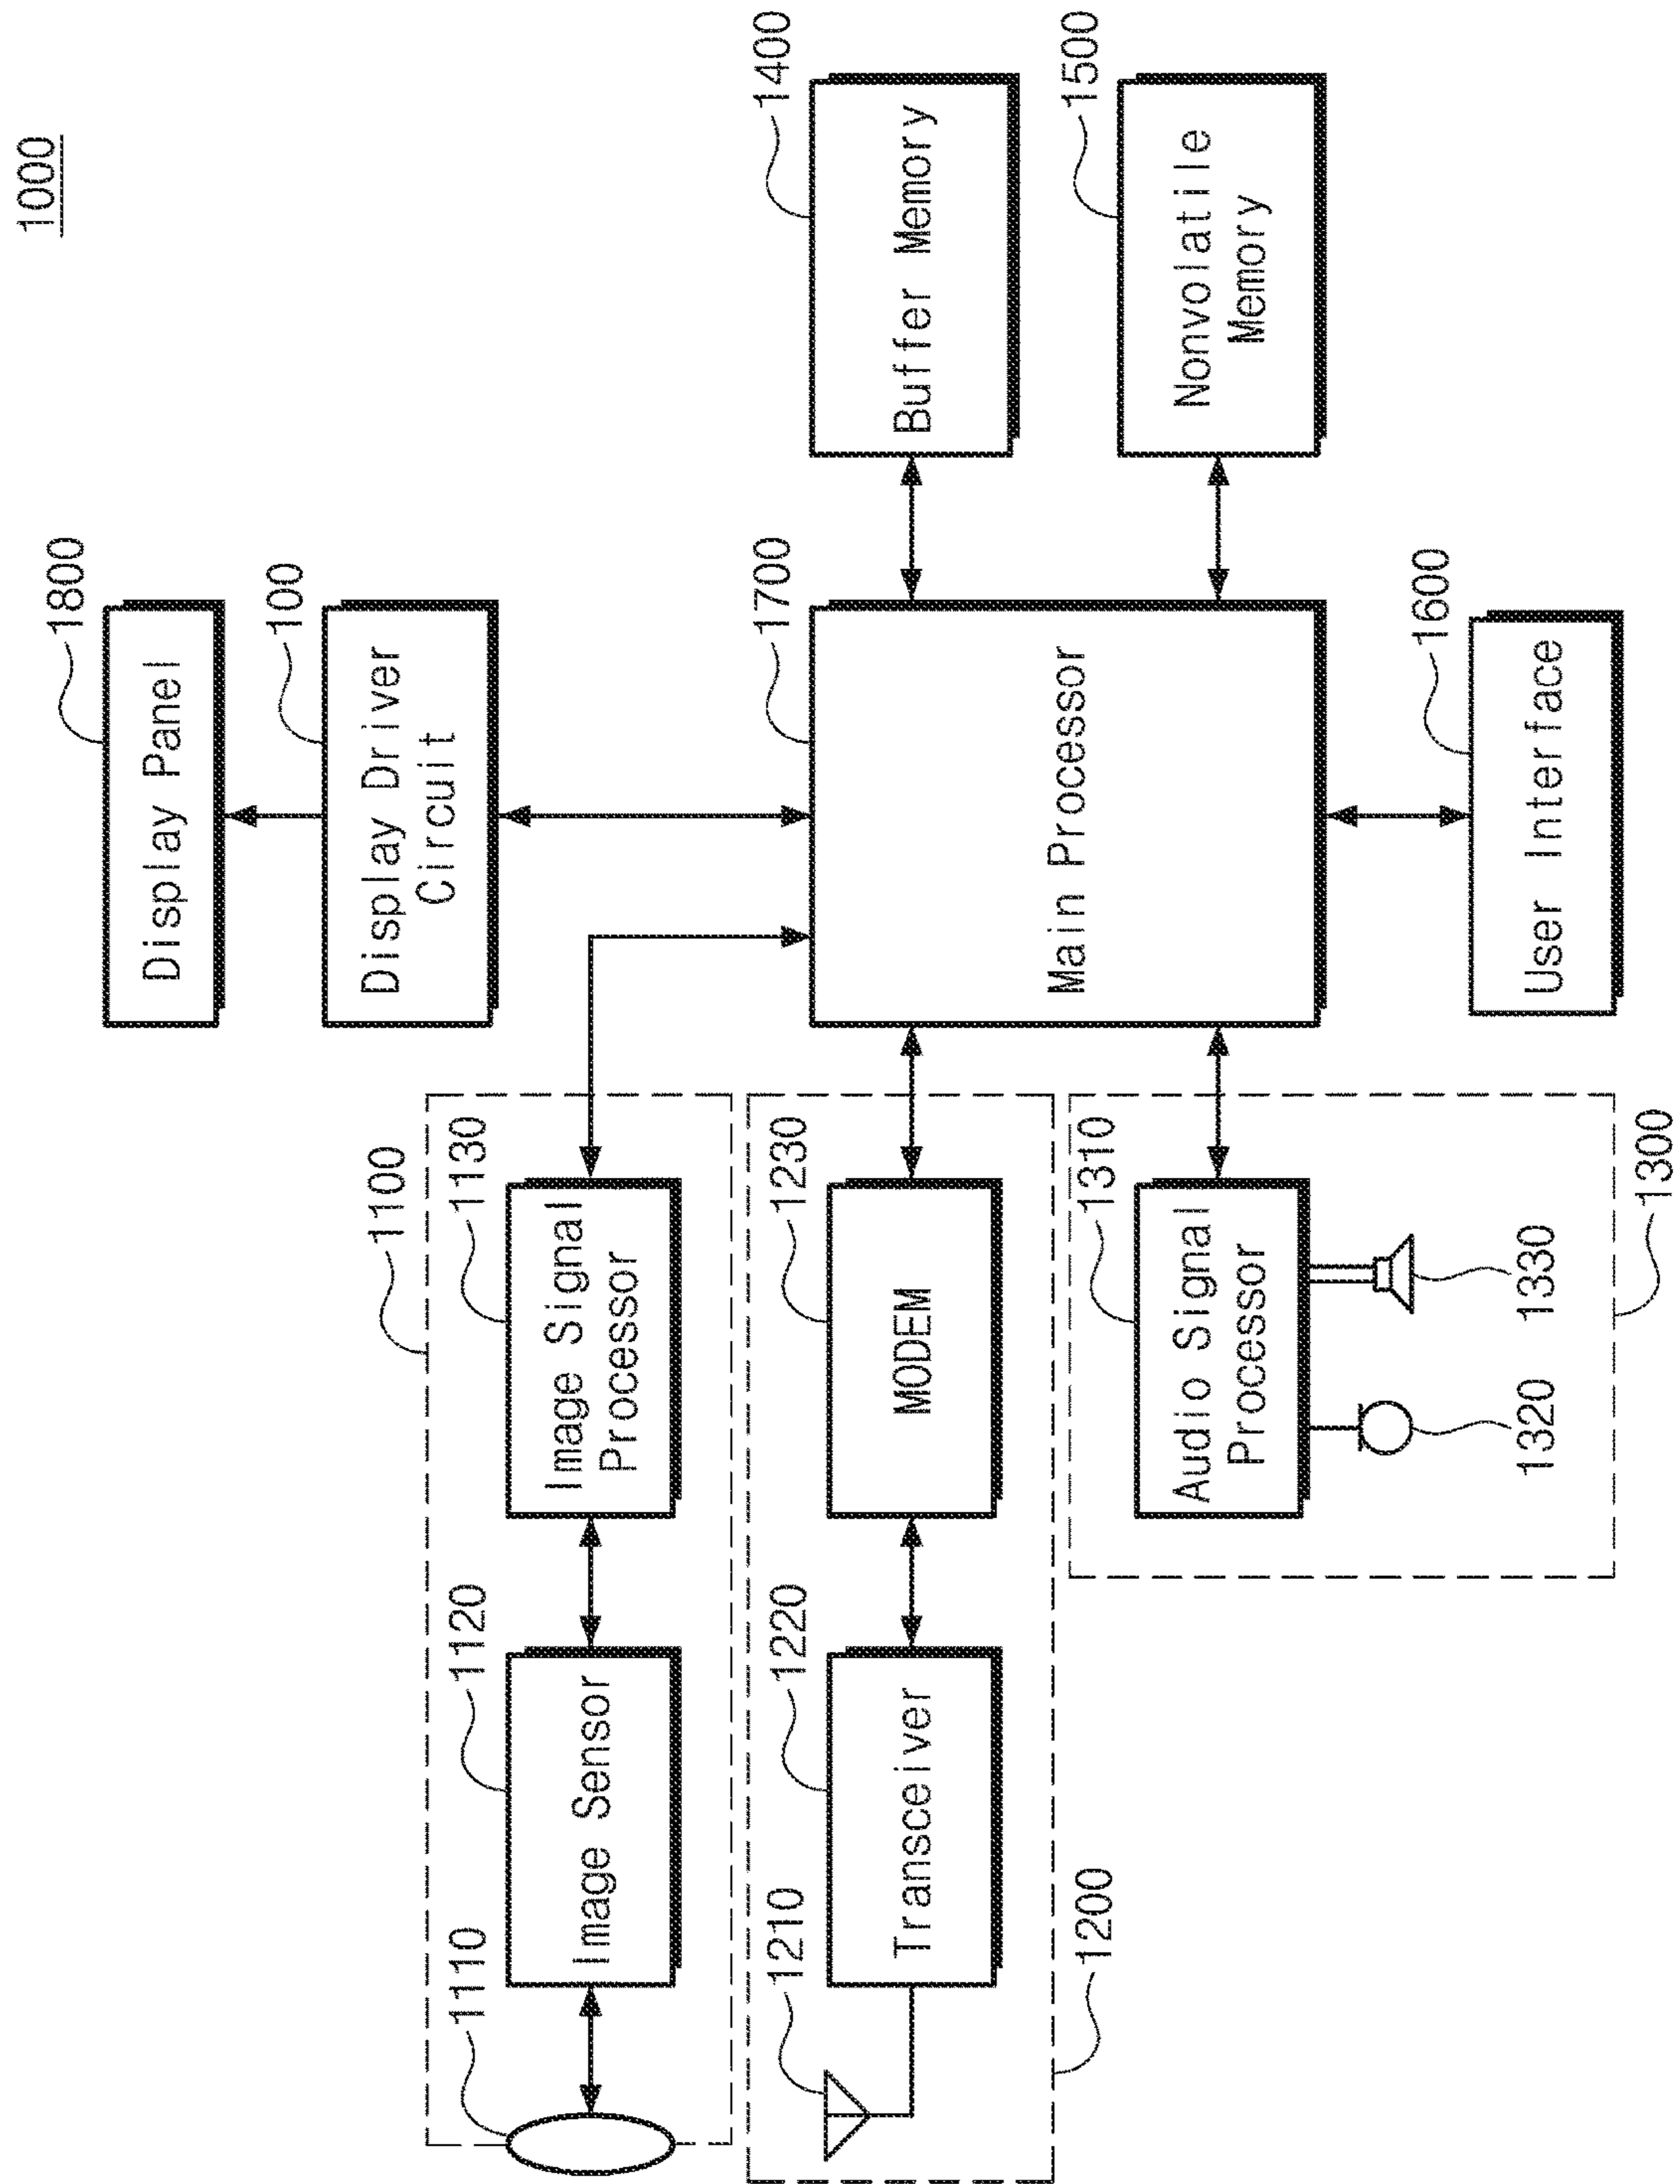 1000
1800
Display Panel
100
Display Driver
Circuit
1100
1110
1120
1130
Image Sensor
Image Signal
Processor
1210
1220
1230
1700
1400
Transceiver
MODEM
Main Processor
Buffer Memory
1200
1310
1500
Audio Signal
Processor
Nonvolatile
Memory
1320
1330
1300
1600
User Interface